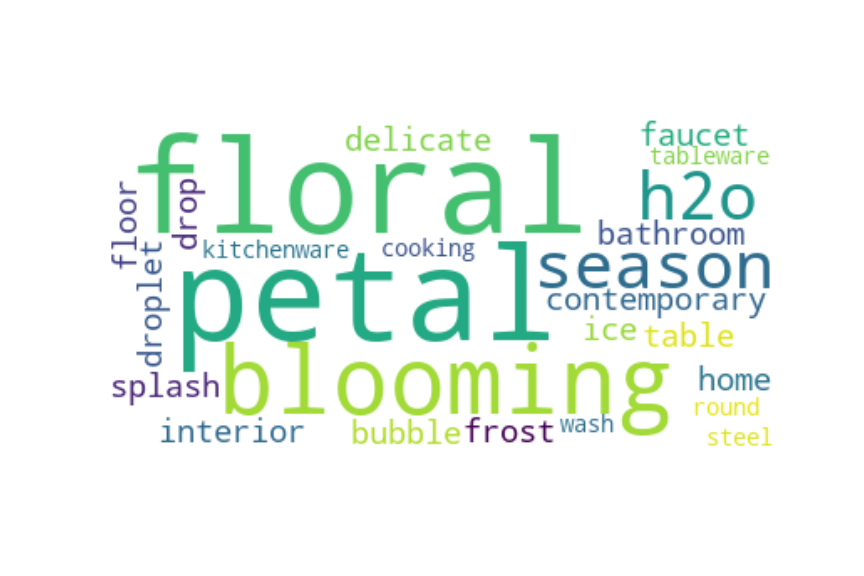 floral
delicate
faucet
tableware
h2o
floor
drop
bathroom
kitchenware
cooking
droplet
petal
season
contemporary
ice
table
splash
blooming
home
round
interior
bubble
frost
wash
steel